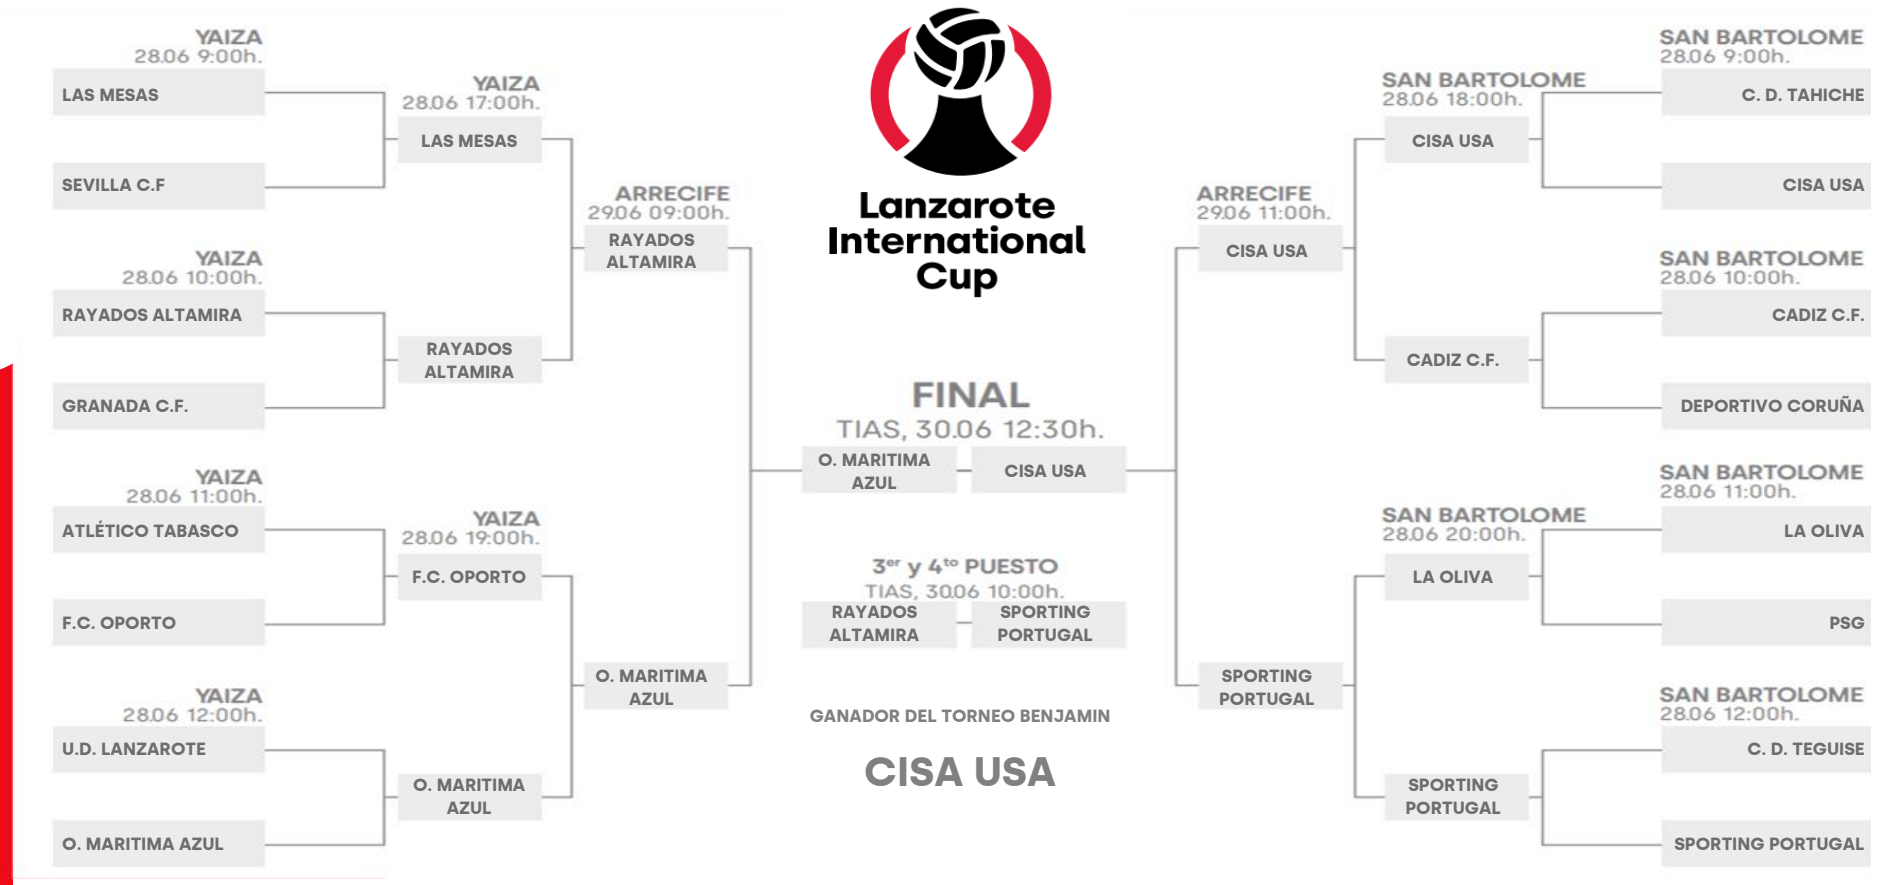 YAIZA
28.06 9:00h.
LAS MESAS
SEVILLA C.F
YAIZA
28.06 10:00h.
RAYADOS ALTAMIRA
GRANADA C.F.
YAIZA
28.06 11:00h.
ATLÉTICO TABASCO
F.C. OPORTO
YAIZA
28.06 12:00h.
U.D. LANZAROTE
O. MARITIMA AZUL
YAIZA
28.06 17:00h.
LAS MESAS
RAYADOS
ALTAMIRA
YAIZA
28.06 19:00h.
F.C. OPORTO
O. MARITIMA
AZUL
ARRECIFE
29.06 09:00h.
RAYADOS
ALTAMIRA
O. MARITIMA
AZUL
Lanzarote
International
Cup
FINAL
TIAS, 30.06 12:30h.
O. MARITIMA
AZUL
CISA USA
3er y 4to PUESTO
TIAS, 30.06 10:00h.
RAYADOS
ALTAMIRA
SPORTING
PORTUGAL
GANADOR DEL TORNEO BENJAMIN
CISA USA
ARRECIFE
29.06 11:00h.
CISA USA
SPORTING
PORTUGAL
SAN BARTOLOME
28.06 18:00h.
CISA USA
CADIZ C.F.
SAN BARTOLOME
28.06 20:00h.
LA OLIVA
SPORTING
PORTUGAL
SAN BARTOLOME
28.06 9:00h.
C. D. TAHICHE
CISA USA
SAN BARTOLOME
28.06 10:00h.
CADIZ C.F.
DEPORTIVO CORUÑA
SAN BARTOLOME
28.06 11:00h.
LA OLIVA
PSG
SAN BARTOLOME
28.06 12:00h.
C. D. TEGUISE
SPORTING PORTUGAL